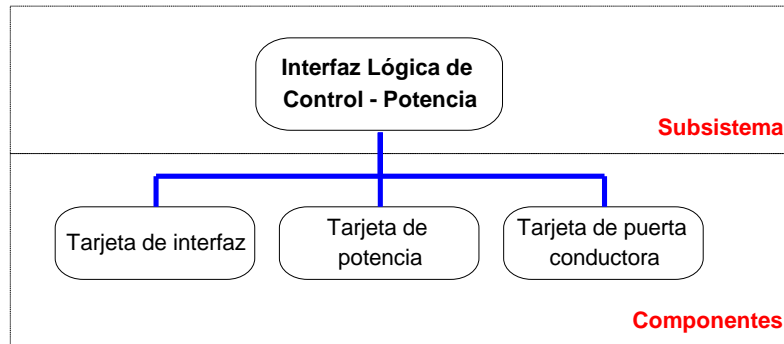 Interfaz Lógica de
Control - Potencia
Subsistema
Tarjeta de interfaz
Tarjeta de
potencia
Tarjeta de puerta
conductora
Componentes